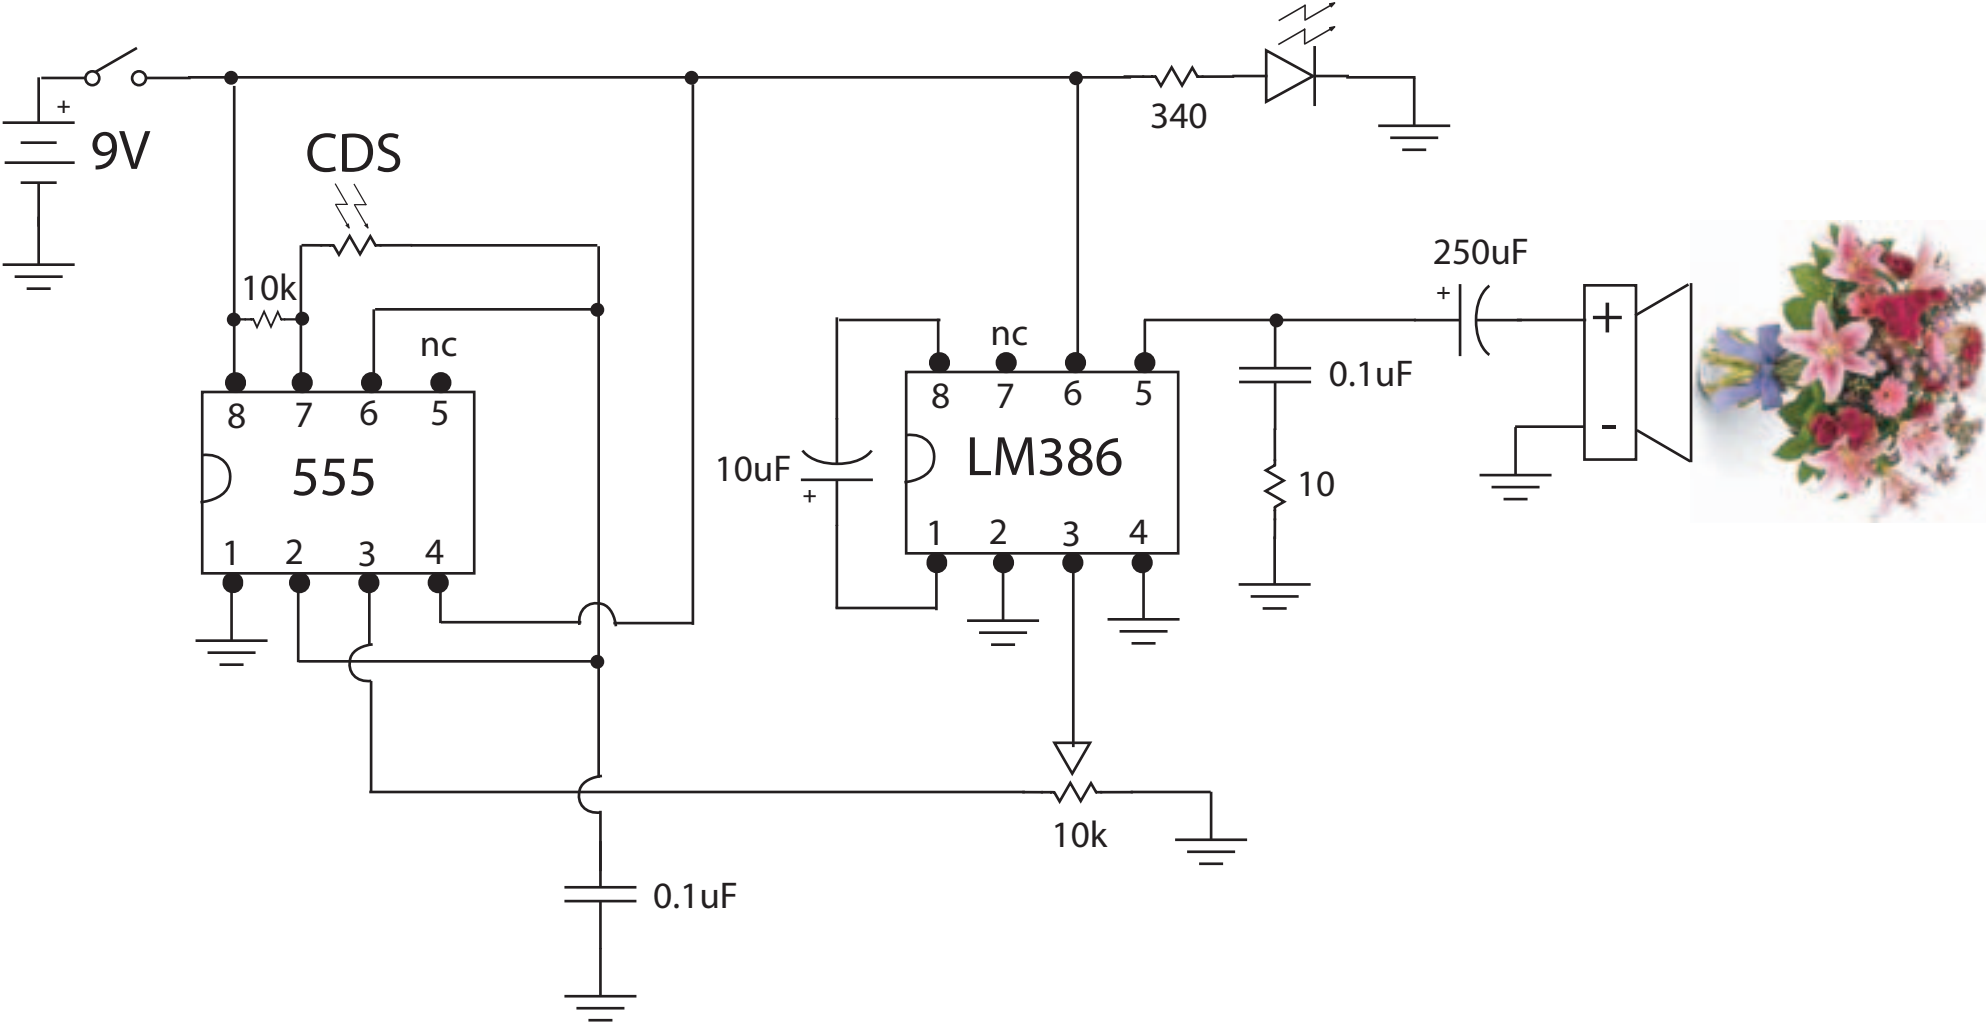 +
9V
CDS
10k
nc
8 7 6 5
555
1 2 3 4
340
nc
8 7 6 5
LM386
1 2 3 4
10uF
+
250uF
+
0.1uF
10
+
-
10k
0.1uF